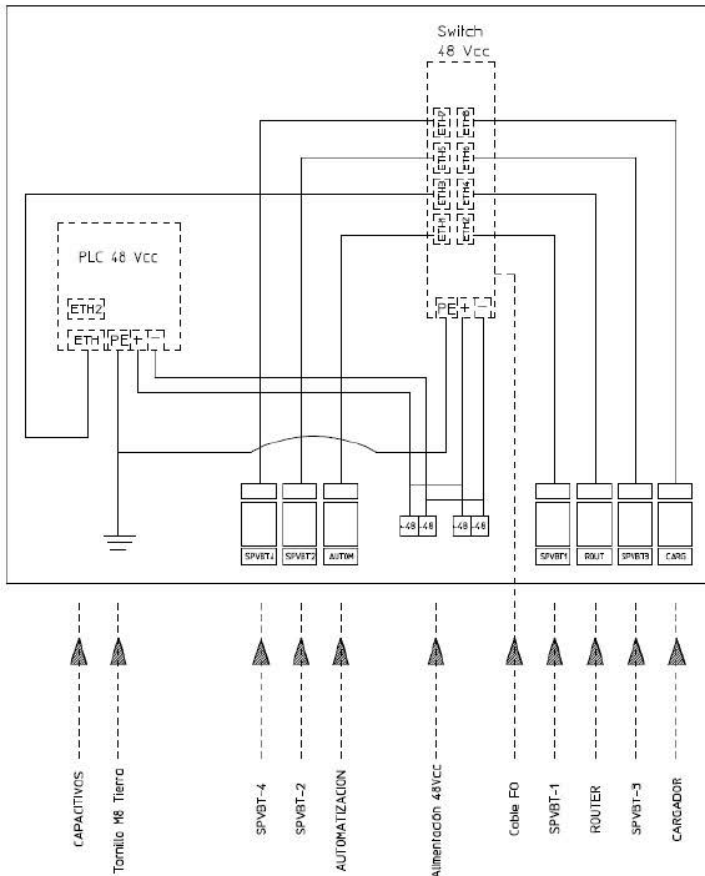 Switch
48 Vcc
ETH7
ETH8
ETH5
ETH6
ETH3
ETH4
ETH1
ETH2
PLC 48 Vcc
ETH2
ETH PE + -
PE + -
-48 -48 -48 -48
SPVBT4 SPVBT2 AUTOM SPVBT1 ROUT SPVBT3 CARG
CAPACITIVOS
Tornillo M8 Tierra
SPVBT-4
SPVBT-2
AUTOMATIZACION
Alimentación 48Vcc
Cable FO
SPVBT-1
ROUTER
SPVBT-3
CARGADOR